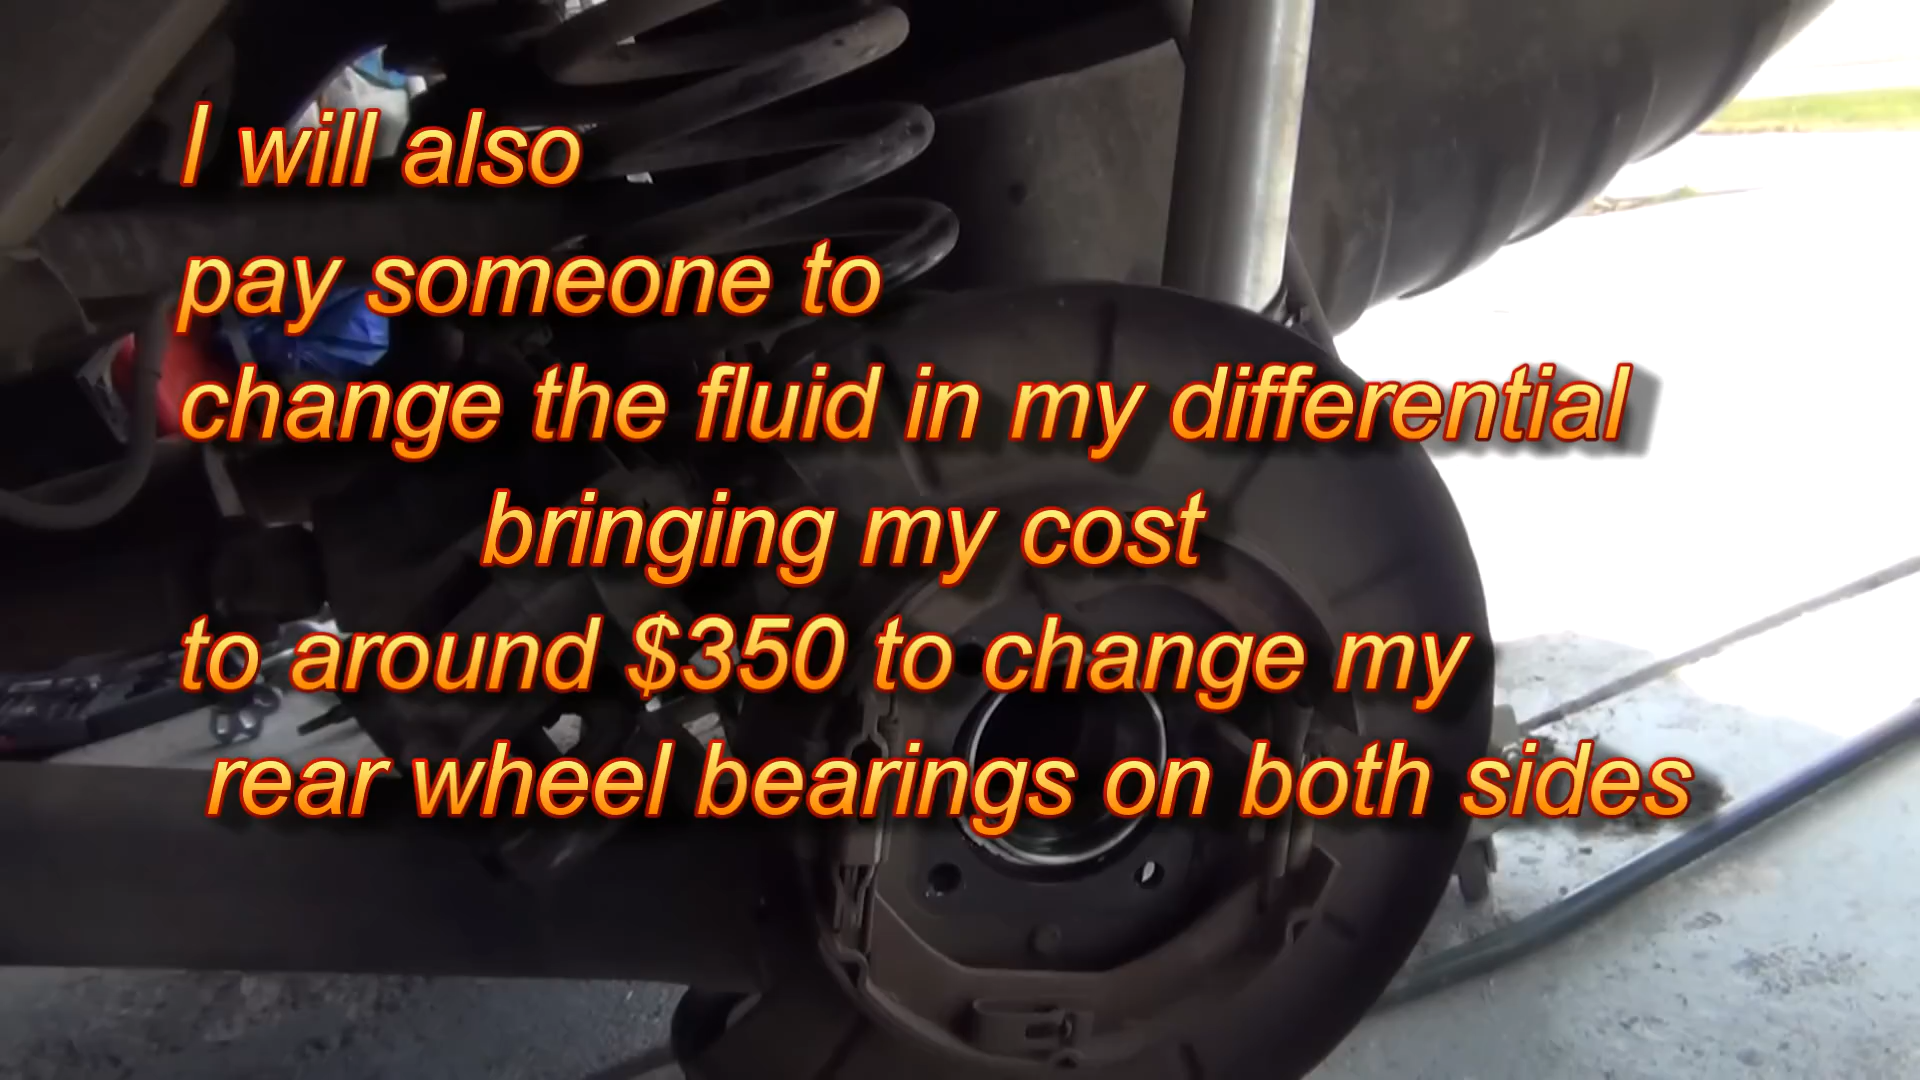 I will also
pay someone to
change the fluid in my differential
bringing my cost
to around $350 to change my
rear wheel bearings on both sides